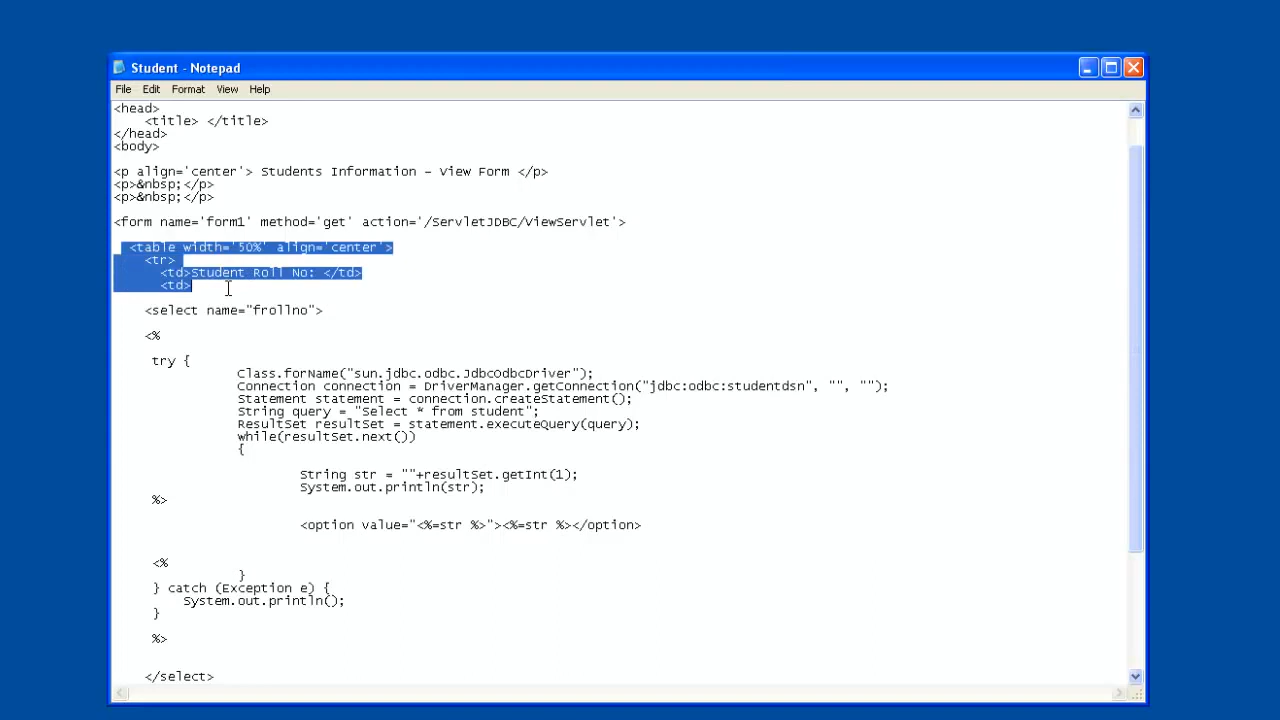 Student - Notepad
File Edit Format View Help
<head>
<title> </title>
</head>
<body>
<p align='center'> Students Information - View Form </p>
<p>&nbsp;</p>
<p>&nbsp;</p>
<form name='form1' method='get' action='/ServletJDBC/ViewServlet'>
<table width='50%' align='center'>
<tr>
<td>Student Roll No: </td>
<td>
<select name="frollno">
<%
try {
Class.forName("sun.jdbc.odbc.JdbcOdbcDriver");
Connection connection = DriverManager.getConnection("jdbc:odbc:studentdsn", "", "");
Statement statement = connection.createStatement();
String query = "Select * from student";
ResultSet resultSet = statement.executeQuery(query);
while(resultSet.next())
{
String str = ""+resultSet.getInt(1);
System.out.println(str);
%>
<option value="<%=str %>"><%=str %></option>
<%
}
} catch (Exception e) {
System.out.println();
}
%>
</select>